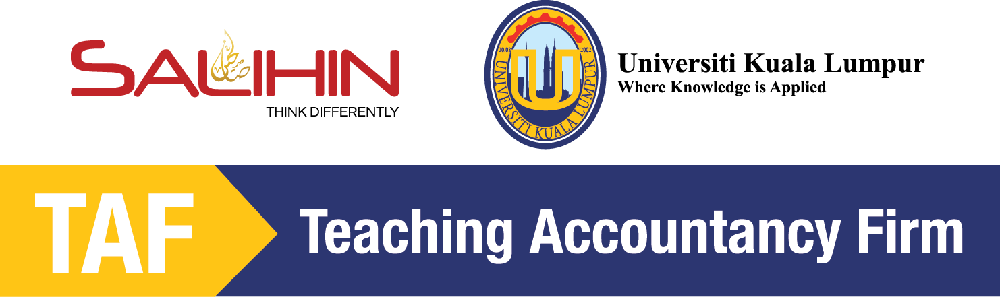 SALIHIN
THINK DIFFERENTLY
20.08 2002
U
UNIVERSITI KUALA LUMPUR
Universiti Kuala Lumpur
Where Knowledge is Applied
TAF
Teaching Accountancy Firm